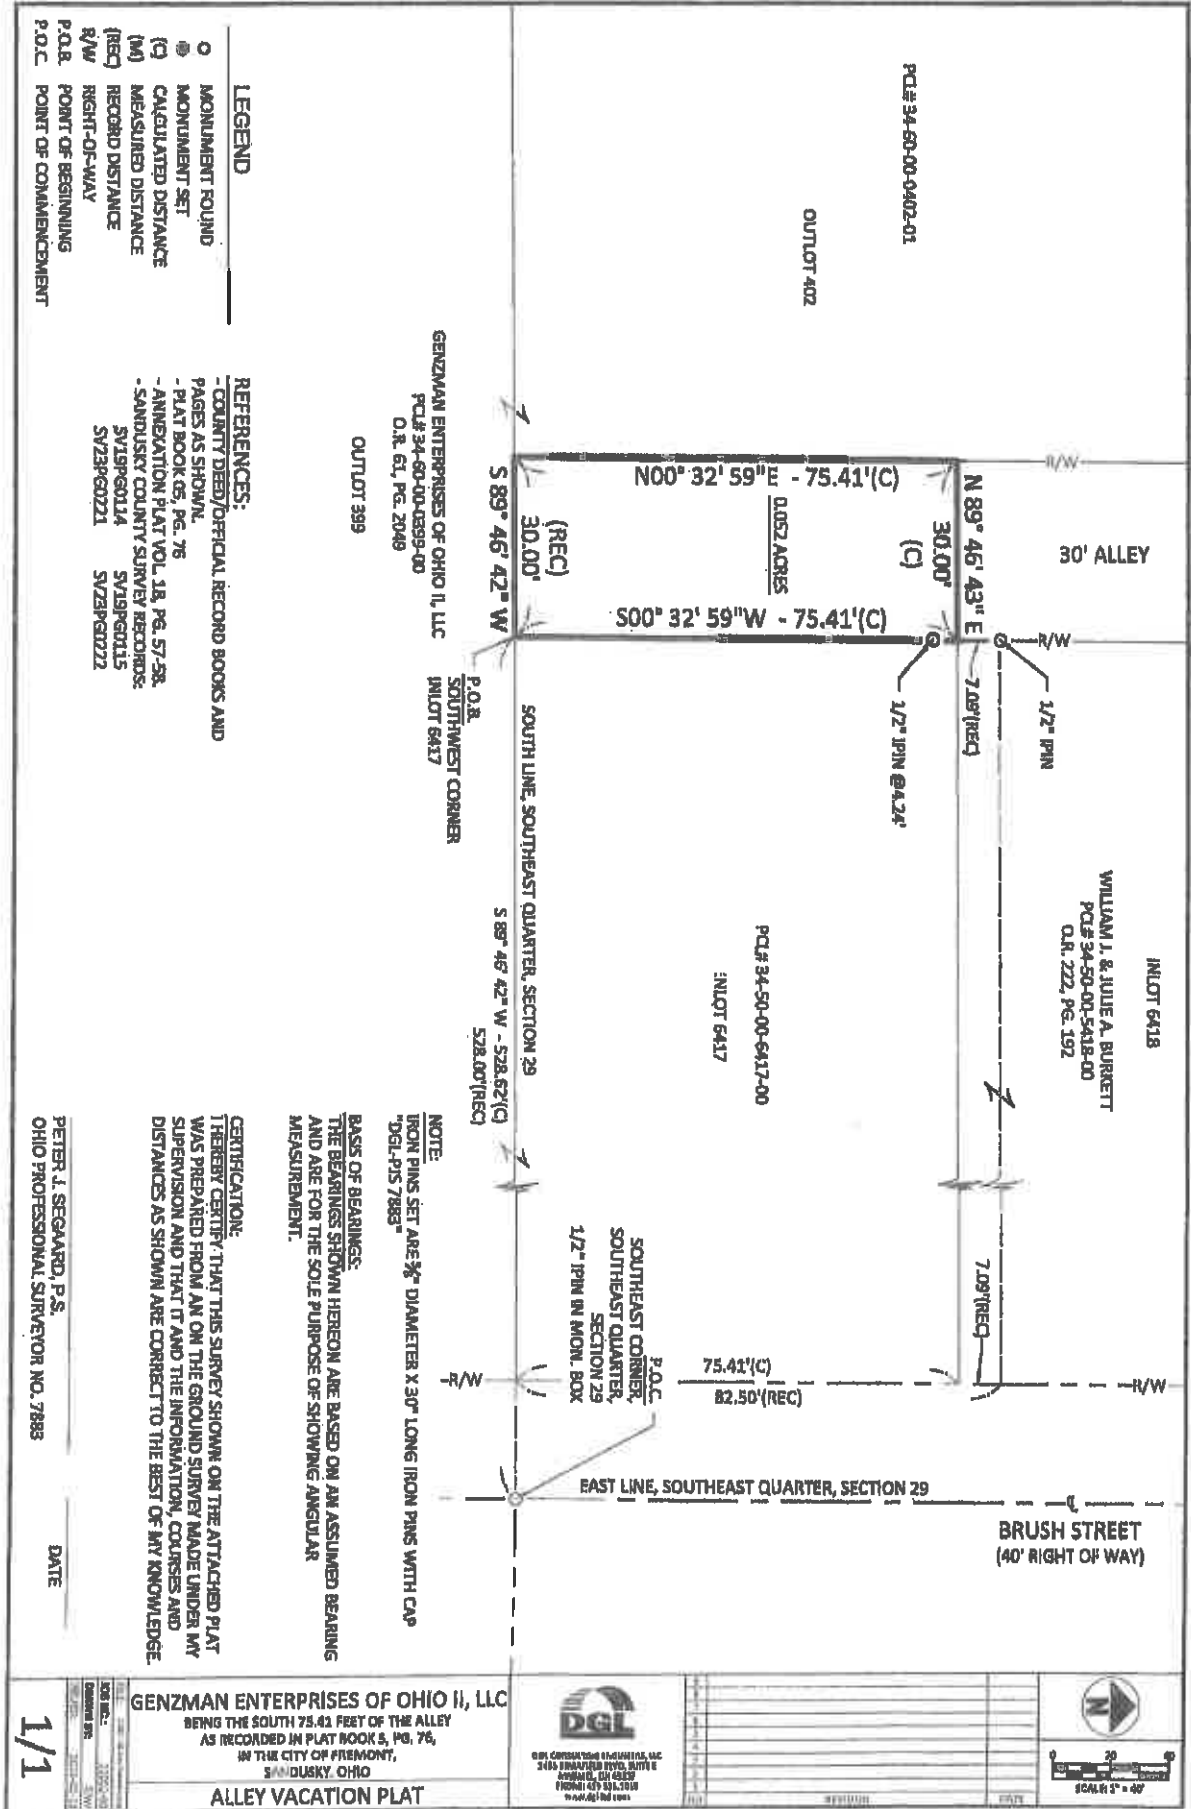 PCL# 34-60-00-0402-01
OUTLOT 402
R/W
30' ALLEY
R/W
N 89° 46' 43" E
30.00'
(C)
N00° 32' 59"E - 75.41'(C)
0.052 ACRES
S00° 32' 59"W - 75.41'(C)
(REC)
30.00'
S 89° 46' 42" W
1/2" IPIN
7.09'(REC)
1/2" IPIN @4.24'
GENZMAN ENTERPRISES OF OHIO II, LLC
PCL# 34-60-00-0399-00
O.R. 61, PG. 2049
OUTLOT 399
P.O.B.
SOUTHWEST CORNER
INLOT 6417
INLOT 6418
WILLIAM J. & JULIE A. BURKETT
PCL# 34-50-00-5418-00
O.R. 222, PG. 192
PCL# 34-50-00-6417-00
INLOT 6417
SOUTH LINE, SOUTHEAST QUARTER, SECTION 29
S 89° 46' 42" W - 528.62'(C)
528.00'(REC)
7.09'(REC)
R/W
75.41'(C)
82.50'(REC)
R/W
P.O.C.
SOUTHEAST CORNER,
SOUTHEAST QUARTER,
SECTION 29
1/2" IPIN IN MON. BOX
EAST LINE, SOUTHEAST QUARTER, SECTION 29
BRUSH STREET
(40' RIGHT OF WAY)
LEGEND
MONUMENT FOUND
MONUMENT SET
(C) CALCULATED DISTANCE
(M) MEASURED DISTANCE
(REC) RECORD DISTANCE
R/W RIGHT-OF-WAY
P.O.B. POINT OF BEGINNING
P.O.C. POINT OF COMMENCEMENT
REFERENCES:
- COUNTY DEED/OFFICIAL RECORD BOOKS AND
PAGES AS SHOWN.
- PLAT BOOK 05, PG. 76
- ANNEXATION PLAT VOL. 18, PG. 57-58.
- SANDUSKY COUNTY SURVEY RECORDS:
SV19PG0114 SV19PG0115
SV23PG0221 SV23PG0222
NOTE:
IRON PINS SET ARE ⅝" DIAMETER X 30" LONG IRON PINS WITH CAP
"DGL-PJS 7883"
BASIS OF BEARINGS:
THE BEARINGS SHOWN HEREON ARE BASED ON AN ASSUMED BEARING
AND ARE FOR THE SOLE PURPOSE OF SHOWING ANGULAR
MEASUREMENT.
CERTIFICATION:
I HEREBY CERTIFY THAT THIS SURVEY SHOWN ON THE ATTACHED PLAT
WAS PREPARED FROM AN ON THE GROUND SURVEY MADE UNDER MY
SUPERVISION AND THAT IT AND THE INFORMATION, COURSES AND
DISTANCES AS SHOWN ARE CORRECT TO THE BEST OF MY KNOWLEDGE.
PETER J. SEGAARD, P.S.
OHIO PROFESSIONAL SURVEYOR NO. 7883
DATE
N
0 20 40
SCALE: 1" = 40'
REVISION
DATE
DGL
DGL CONSULTING ENGINEERS, LLC
GENZMAN ENTERPRISES OF OHIO II, LLC
BEING THE SOUTH 75.41 FEET OF THE ALLEY
AS RECORDED IN PLAT BOOK 5, PG. 76,
IN THE CITY OF FREMONT,
SANDUSKY, OHIO
ALLEY VACATION PLAT
JOB NO.:
DRAWN BY:
1/1